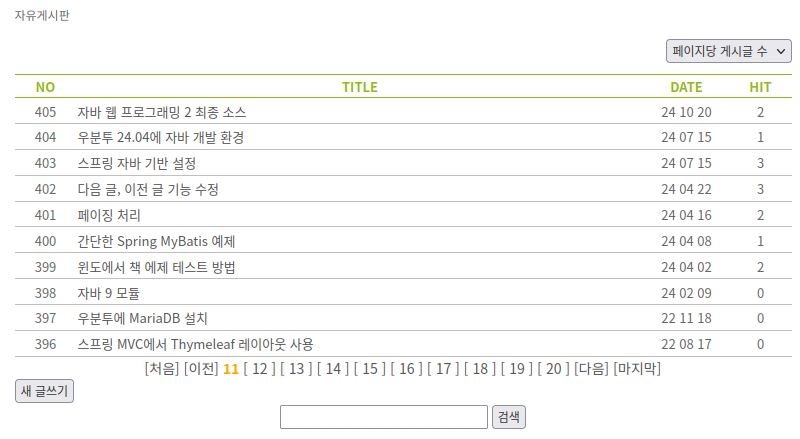 자유게시판
페이지당 게시글 수
NO TITLE DATE HIT
405 자바 웹 프로그래밍 2 최종 소스 24 10 20 2
404 우분투 24.04에 자바 개발 환경 24 07 15 1
403 스프링 자바 기반 설정 24 07 15 3
402 다음 글, 이전 글 기능 수정 24 04 22 3
401 페이징 처리 24 04 16 2
400 간단한 Spring MyBatis 예제 24 04 08 1
399 윈도에서 책 에제 테스트 방법 24 04 02 2
398 자바 9 모듈 24 02 09 0
397 우분투에 MariaDB 설치 22 11 18 0
396 스프링 MVC에서 Thymeleaf 레이아웃 사용 22 08 17 0
[처음] [이전] 11 [ 12 ] [ 13 ] [ 14 ] [ 15 ] [ 16 ] [ 17 ] [ 18 ] [ 19 ] [ 20 ] [다음] [마지막]
새 글쓰기
검색